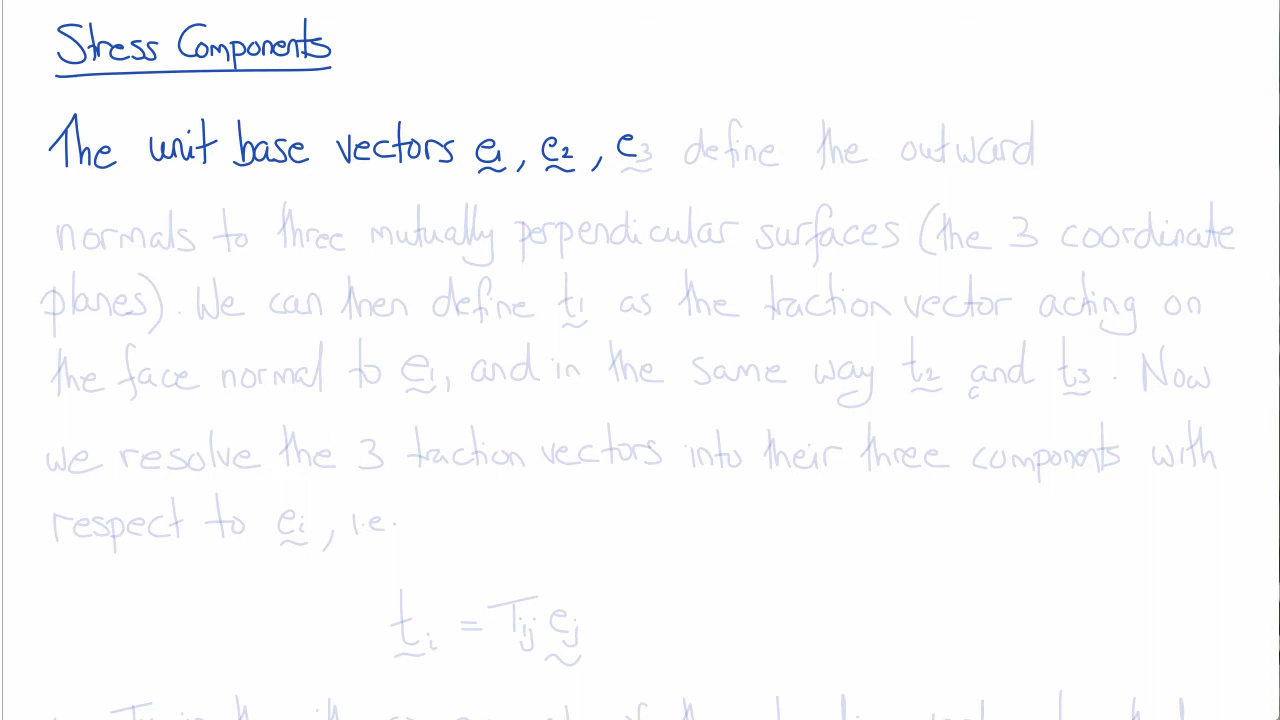 Stress Components
The unit base vectors e1, e2, e3 define the outward
normals to three mutually perpendicular surfaces (the 3 coordinate
planes). We can then define t1 as the traction vector acting on
the face normal to e1, and in the same way t2 and t3. Now
we resolve the 3 traction vectors into their three components with
respect to ei, i.e.
ti = Tij ej